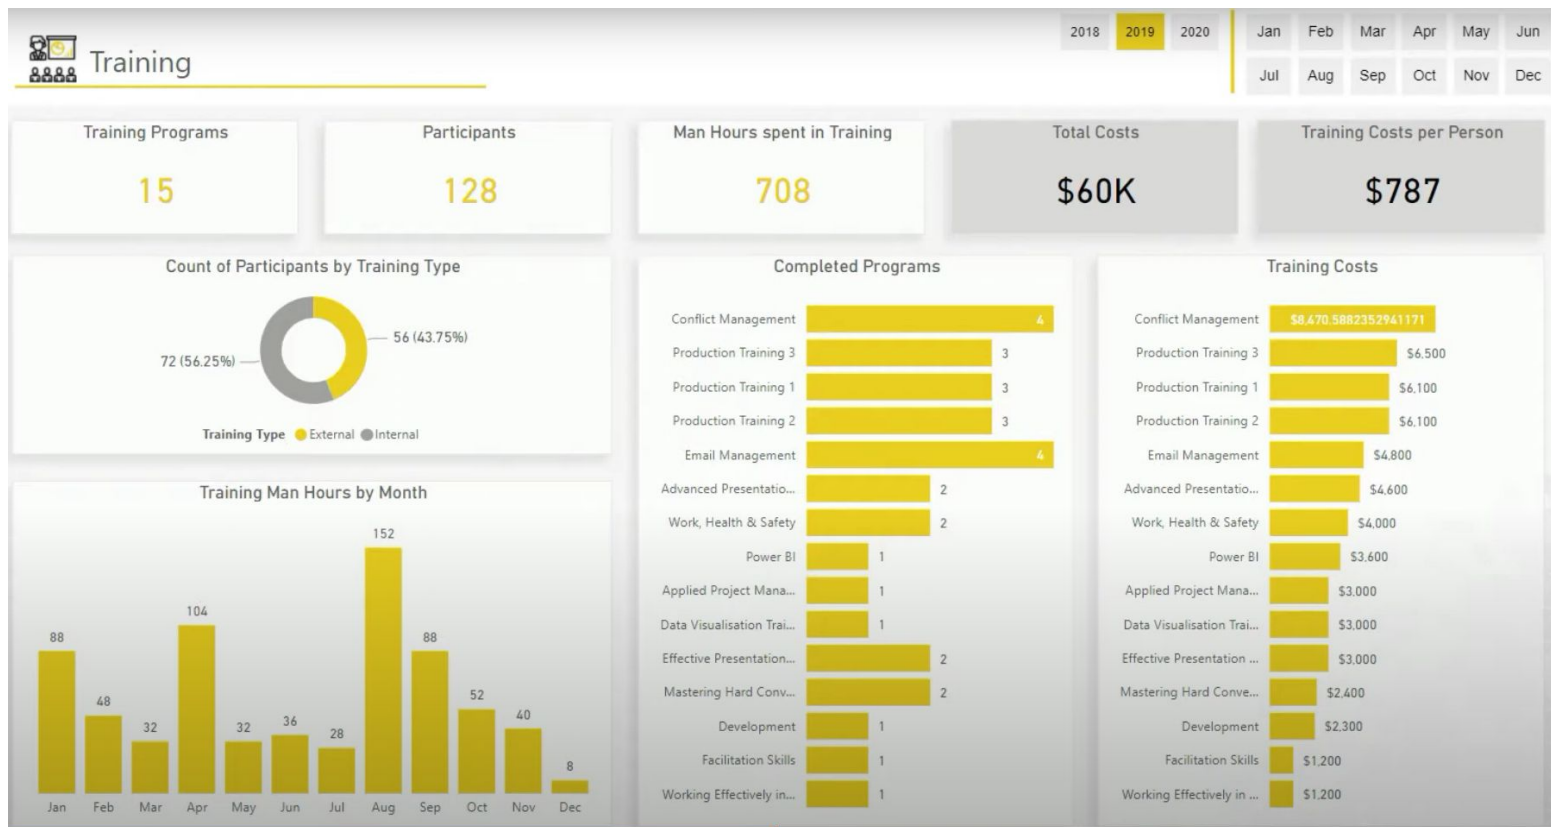 Training
2018 2019 2020
Jan Feb Mar Apr May Jun
Jul Aug Sep Oct Nov Dec
Training Programs
15
Participants
128
Man Hours spent in Training
708
Total Costs
$60K
Training Costs per Person
$787
Count of Participants by Training Type
56 (43.75%)
72 (56.25%)
Training Type External Internal
Training Man Hours by Month
88
48
32
104
32
36
28
152
88
52
40
8
Jan Feb Mar Apr May Jun Jul Aug Sep Oct Nov Dec
Completed Programs
Conflict Management 4
Production Training 3 3
Production Training 1 3
Production Training 2 3
Email Management 4
Advanced Presentatio... 2
Work, Health & Safety 2
Power BI 1
Applied Project Mana... 1
Data Visualisation Trai... 1
Effective Presentation... 2
Mastering Hard Conv... 2
Development 1
Facilitation Skills 1
Working Effectively in... 1
Training Costs
Conflict Management $8,470.5882352941171
Production Training 3 $6,500
Production Training 1 $6,100
Production Training 2 $6,100
Email Management $4,800
Advanced Presentatio... $4,600
Work, Health & Safety $4,000
Power BI $3,600
Applied Project Mana... $3,000
Data Visualisation Trai... $3,000
Effective Presentation ... $3,000
Mastering Hard Conve... $2,400
Development $2,300
Facilitation Skills $1,200
Working Effectively in ... $1,200